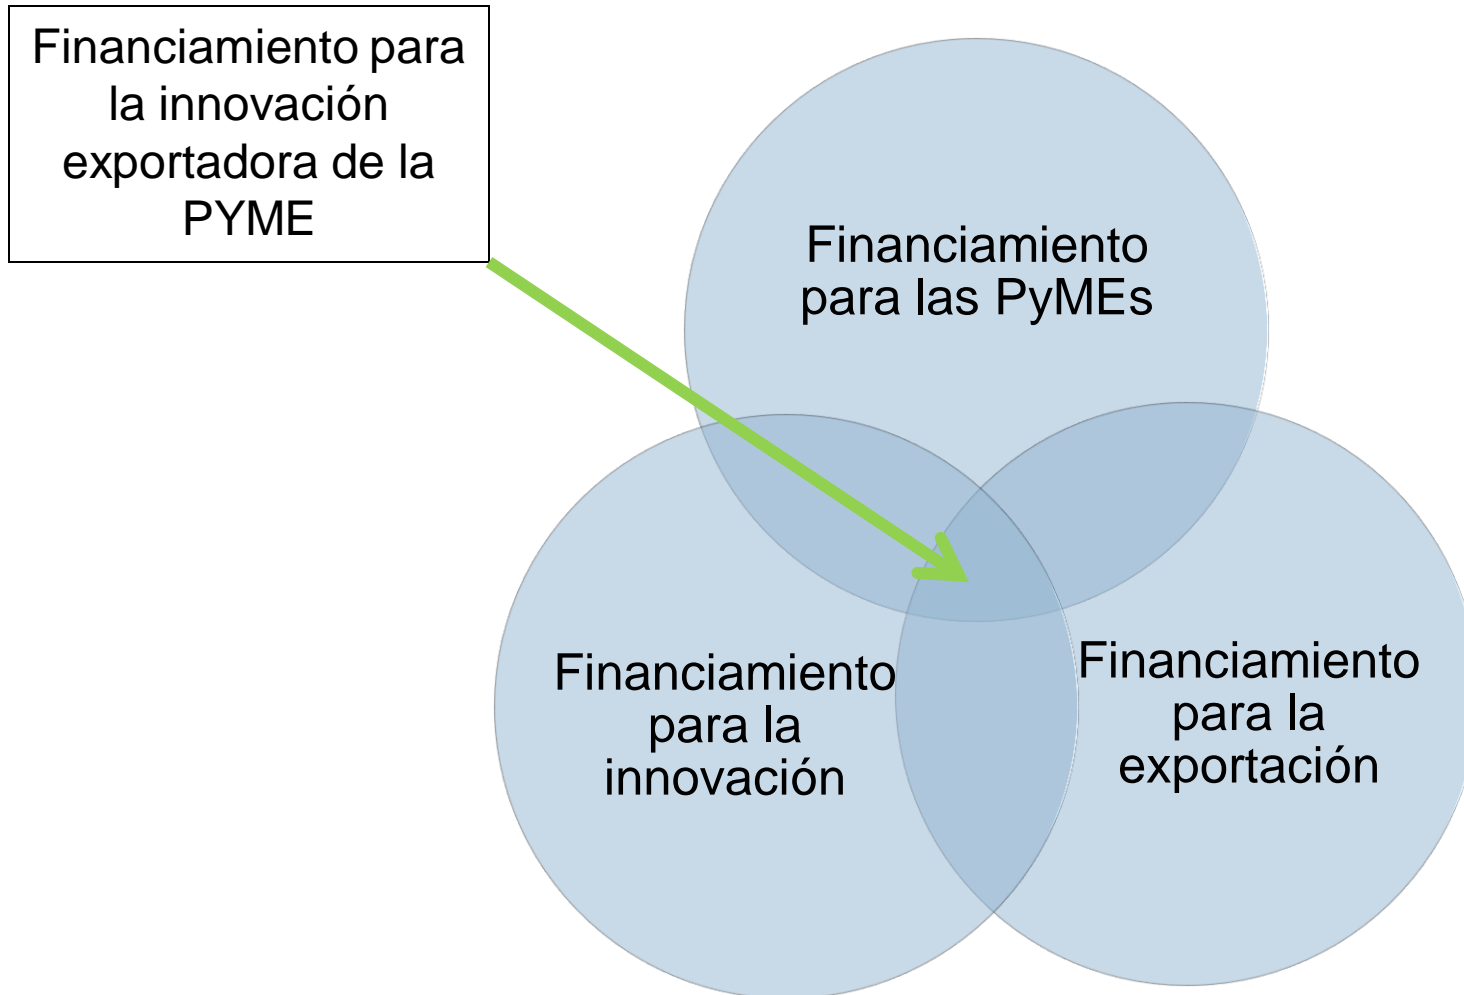 Financiamiento para
la innovación
exportadora de la
PYME
Financiamiento
para las PyMEs
Financiamiento
para la
innovación
Financiamiento
para la
exportación